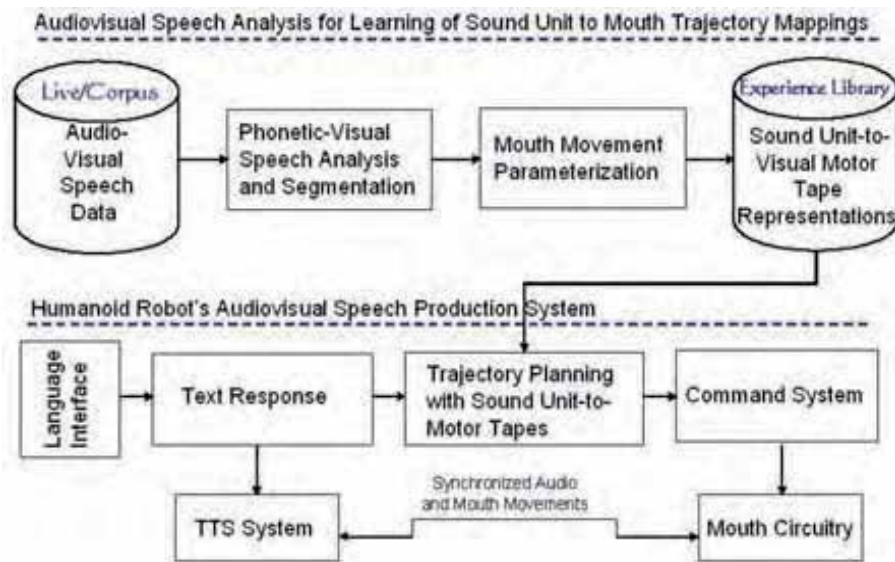 Audiovisual Speech Analysis for Learning of Sound Unit to Mouth Trajectory Mappings
Live/Corpus
Audio-
Visual
Speech
Data
Phonetic-Visual
Speech Analysis
and Segmentation
Mouth Movement
Parameterization
Experience Library
Sound Unit-to-
Visual Motor
Tape
Representations
Humanoid Robot's Audiovisual Speech Production System
Language
Interface
Text Response
Trajectory Planning
with Sound Unit-to-
Motor Tapes
Command System
TTS System
Synchronized Audio
and Mouth Movements
Mouth Circuitry